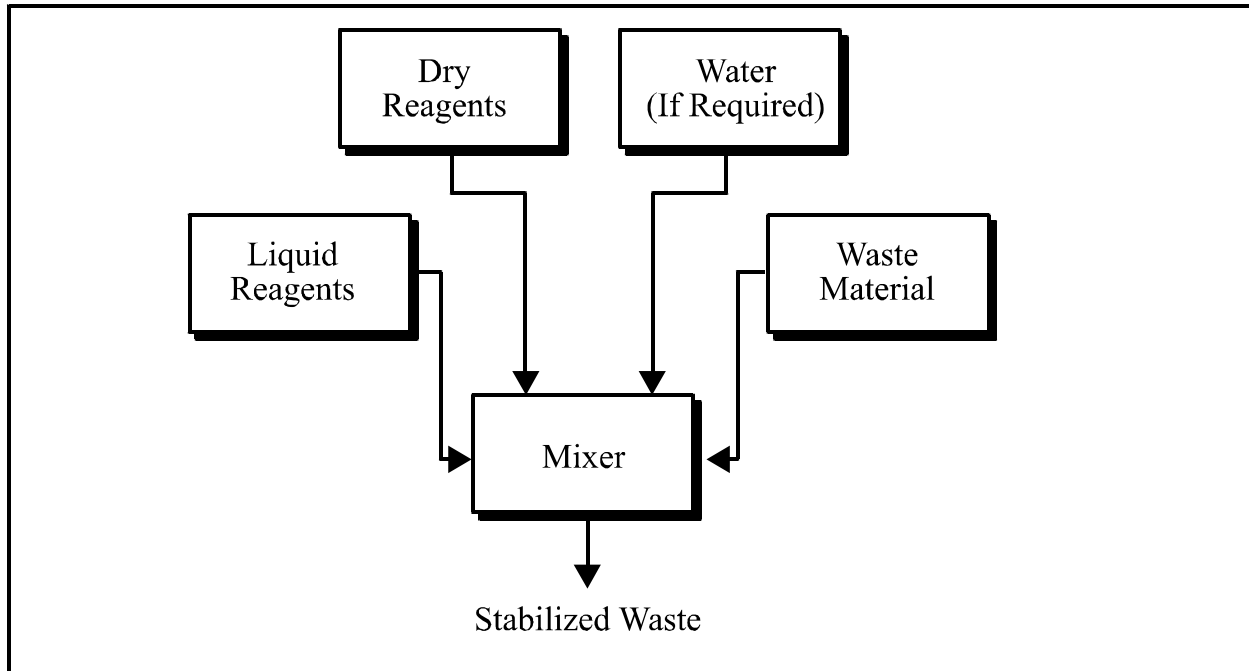 Dry
Reagents
Water
(If Required)
Liquid
Reagents
Waste
Material
Mixer
Stabilized Waste